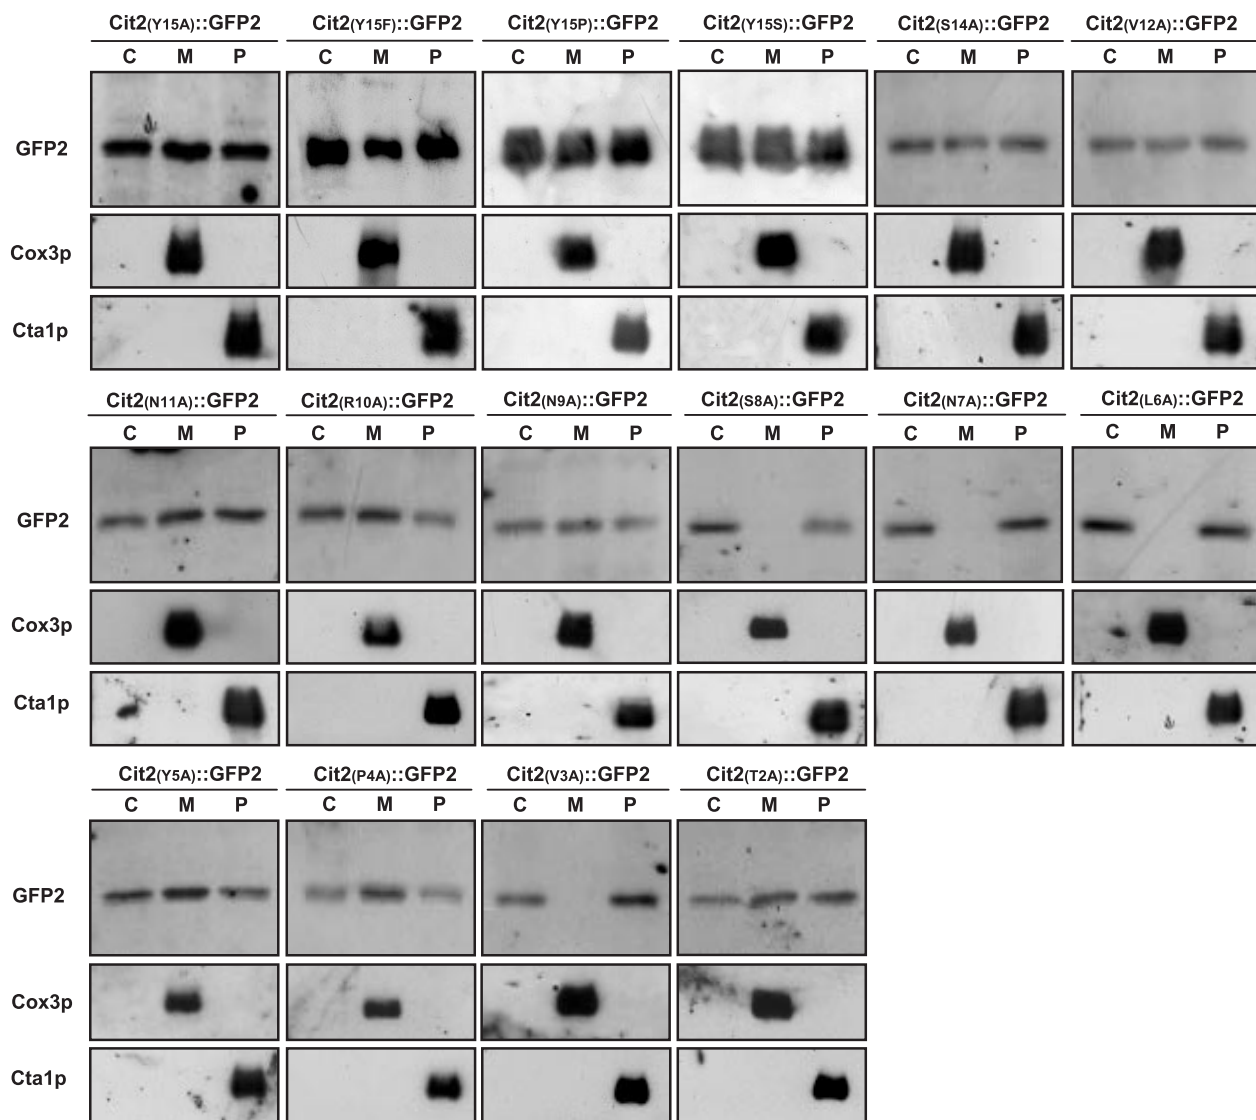 Cit2(Y15A)::GFP2 Cit2(Y15F)::GFP2 Cit2(Y15P)::GFP2 Cit2(Y15S)::GFP2 Cit2(S14A)::GFP2 Cit2(V12A)::GFP2
C M P C M P C M P C M P C M P C M P
GFP2
Cox3p
Cta1p
Cit2(N11A)::GFP2 Cit2(R10A)::GFP2 Cit2(N9A)::GFP2 Cit2(S8A)::GFP2 Cit2(N7A)::GFP2 Cit2(L6A)::GFP2
C M P C M P C M P C M P C M P C M P
GFP2
Cox3p
Cta1p
Cit2(Y5A)::GFP2 Cit2(P4A)::GFP2 Cit2(V3A)::GFP2 Cit2(T2A)::GFP2
C M P C M P C M P C M P
GFP2
Cox3p
Cta1p